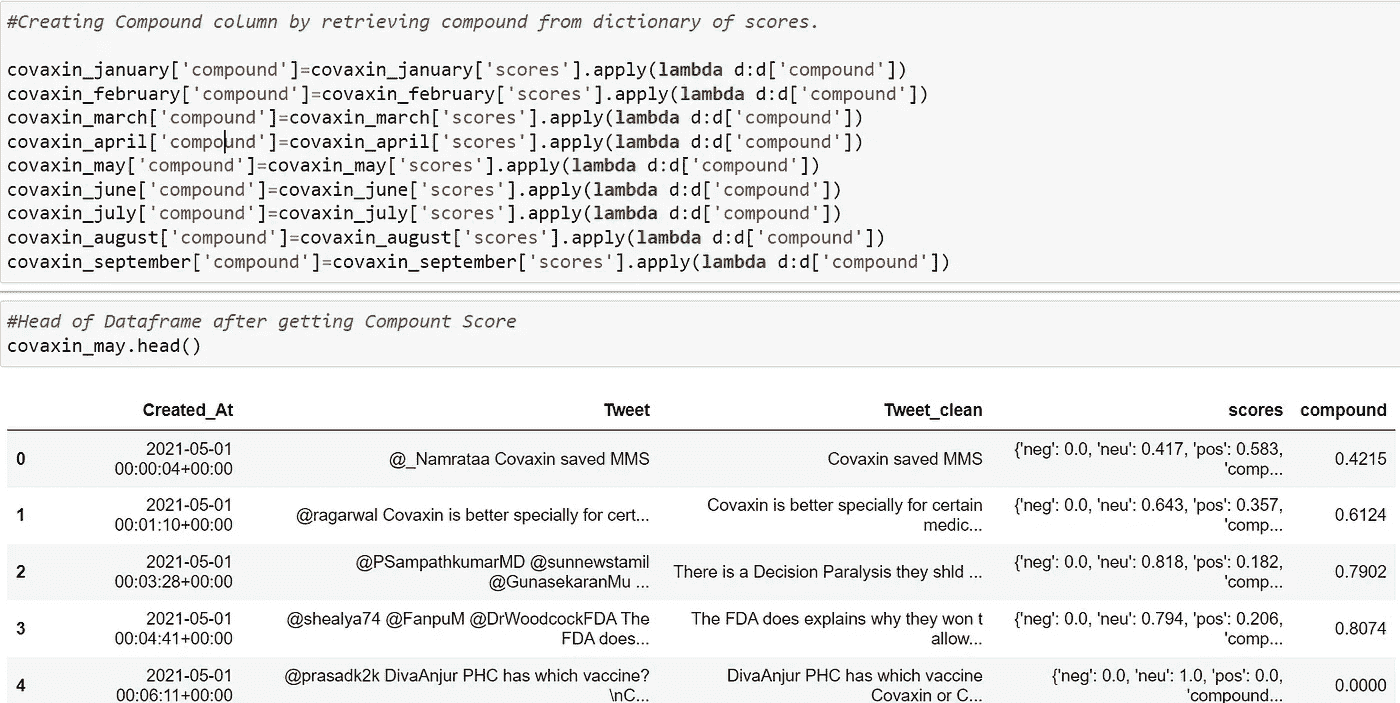 #Creating Compound column by retrieving compound from dictionary of scores.
covaxin_january['compound']=covaxin_january['scores'].apply(lambda d:d['compound'])
covaxin_february['compound']=covaxin_february['scores'].apply(lambda d:d['compound'])
covaxin_march['compound']=covaxin_march['scores'].apply(lambda d:d['compound'])
covaxin_april['compound']=covaxin_april['scores'].apply(lambda d:d['compound'])
covaxin_may['compound']=covaxin_may['scores'].apply(lambda d:d['compound'])
covaxin_june['compound']=covaxin_june['scores'].apply(lambda d:d['compound'])
covaxin_july['compound']=covaxin_july['scores'].apply(lambda d:d['compound'])
covaxin_august['compound']=covaxin_august['scores'].apply(lambda d:d['compound'])
covaxin_september['compound']=covaxin_september['scores'].apply(lambda d:d['compound'])
#Head of Dataframe after getting Compount Score
covaxin_may.head()
Created_At Tweet Tweet_clean scores compound
2021-05-01 {'neg': 0.0, 'neu': 0.417, 'pos': 0.583,
0 @_Namrataa Covaxin saved MMS Covaxin saved MMS 0.4215
00:00:04+00:00 'comp...
2021-05-01 Covaxin is better specially for certain {'neg': 0.0, 'neu': 0.643, 'pos': 0.357,
1 @ragarwal Covaxin is better specially for cert... 0.6124
00:01:10+00:00 medic... 'comp...
2021-05-01 @PSampathkumarMD @sunnewstamil {'neg': 0.0, 'neu': 0.818, 'pos': 0.182,
2 There is a Decision Paralysis they shld ... 0.7902
00:03:28+00:00 @GunasekaranMu ... 'comp...
2021-05-01 @shealya74 @FanpuM @DrWoodcockFDA The The FDA does explains why they won t {'neg': 0.0, 'neu': 0.794, 'pos': 0.206,
3 0.8074
00:04:41+00:00 FDA does... allow... 'comp...
2021-05-01 @prasadk2k DivaAnjur PHC has which vaccine? DivaAnjur PHC has which vaccine {'neg': 0.0, 'neu': 1.0, 'pos': 0.0,
4 0.0000
00:06:11+00:00 \nC... Covaxin or C... 'compound...